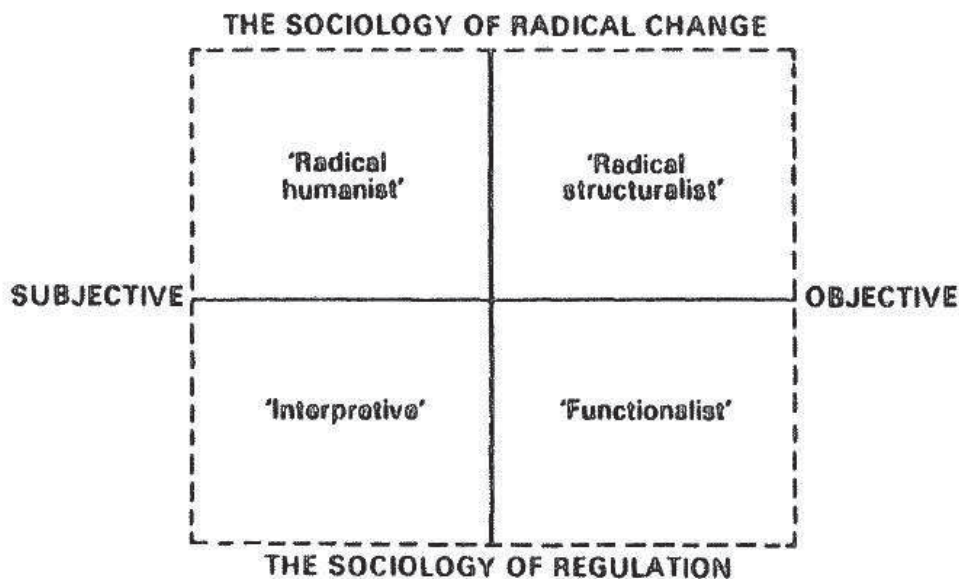 THE SOCIOLOGY OF RADICAL CHANGE
'Radical
humanist'
'Radical
structuralist'
SUBJECTIVE
OBJECTIVE
'Interpretive'
'Functionalist'
THE SOCIOLOGY OF REGULATION